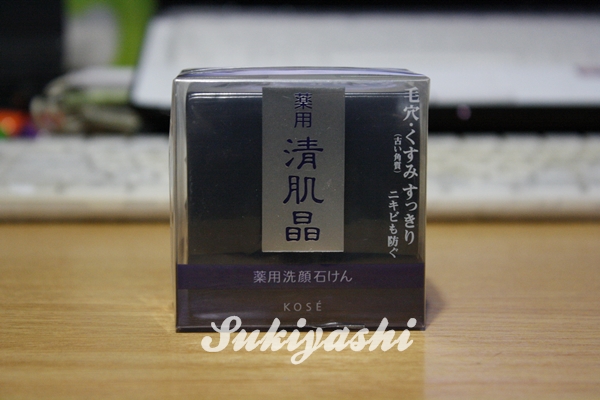 薬用
清肌晶
毛穴・くすみ すっきり
(古い角質)
ニキビも防ぐ
薬用洗顔石けん
KOSÉ
Sukiyashi